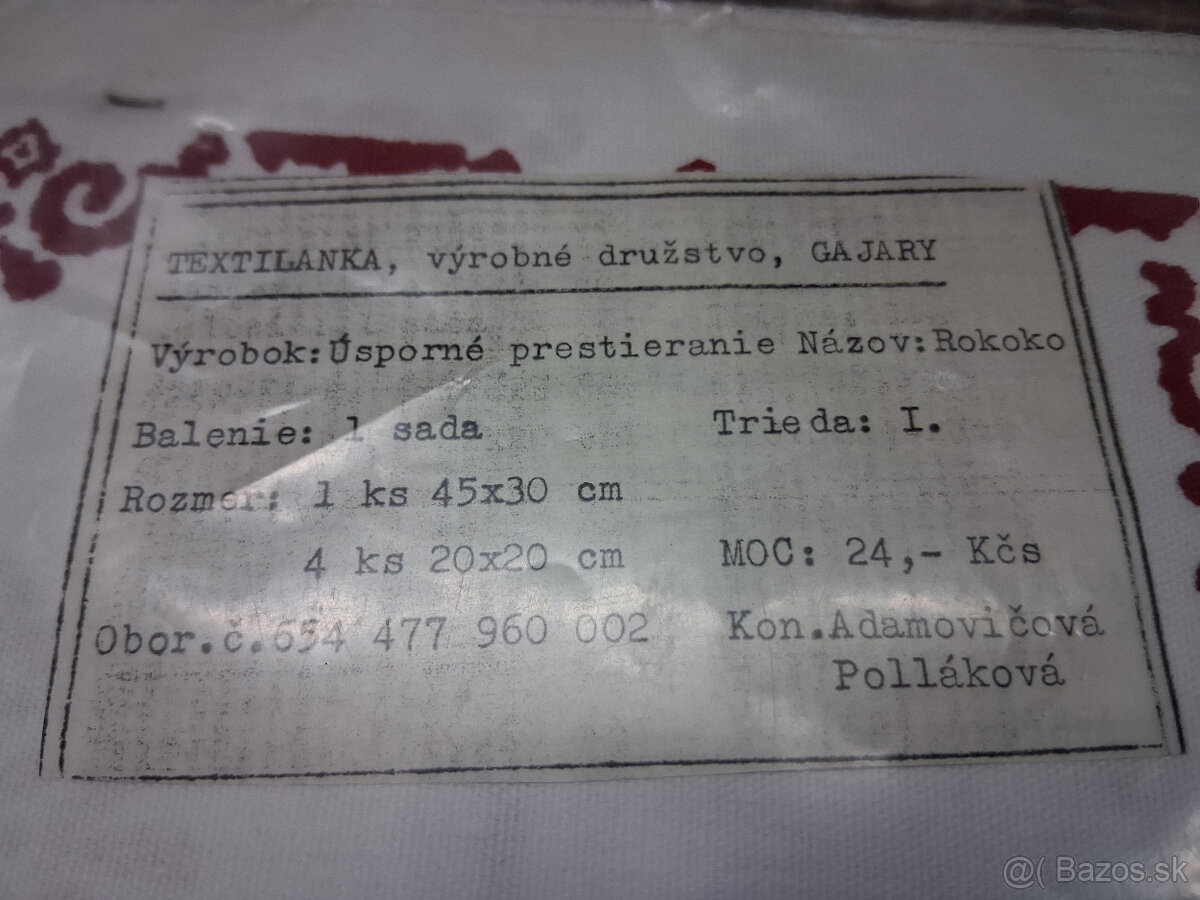 TEXTILANKA, výrobné družstvo, GAJARY
Výrobok:Úsporné prestieranie Názov:Rokoko
Balenie: 1 sada Trieda: I.
Rozmer: 1 ks 45x30 cm
4 ks 20x20 cm MOC: 24,- Kčs
Obor.č.654 477 960 002 Kon.Adamovičová
Polláková
@( Bazos.sk